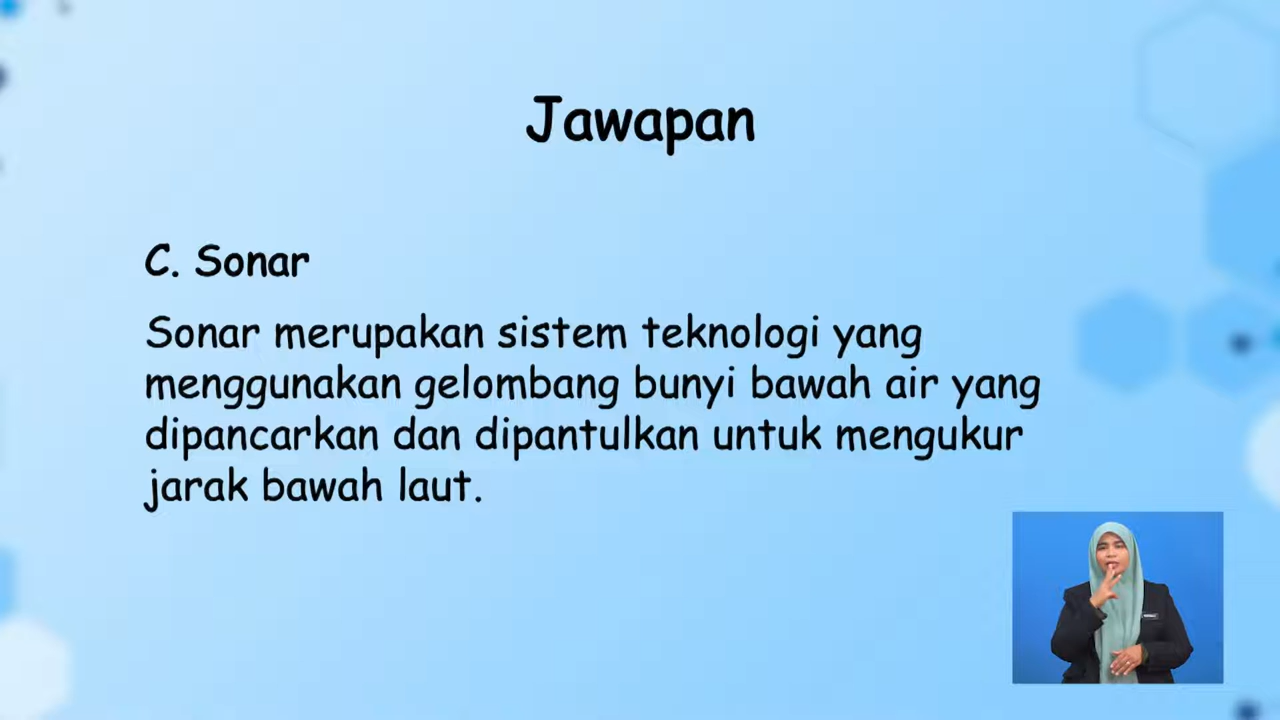 Jawapan
C. Sonar
Sonar merupakan sistem teknologi yang
menggunakan gelombang bunyi bawah air yang
dipancarkan dan dipantulkan untuk mengukur
jarak bawah laut.